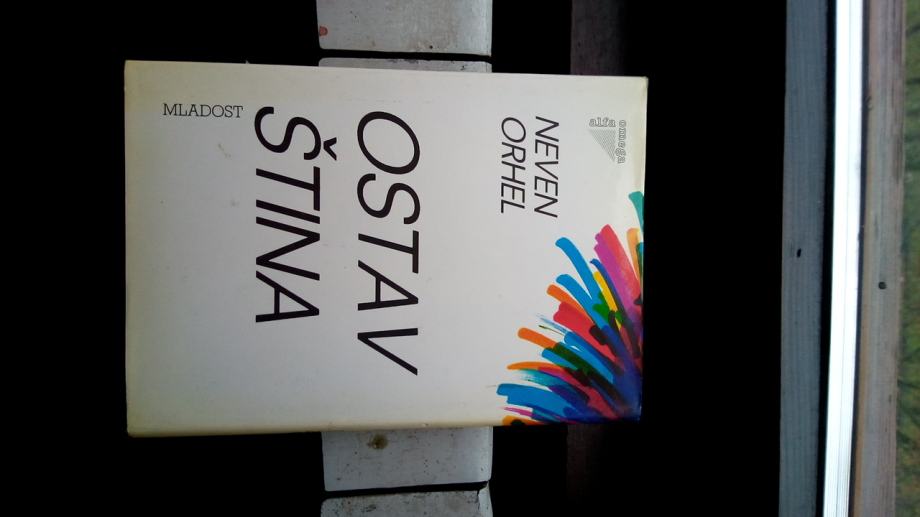 alfa
omega
NEVEN
ORHEL
OSTAV
ŠTINA
MLADOST